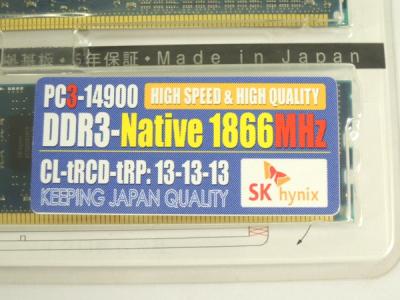 年保証・Made in Japan
PC3-14900 HIGH SPEED & HIGH QUALITY
DDR3-Native 1866MHz
CL-tRCD-tRP: 13-13-13
KEEPING JAPAN QUALITY
SK hynix